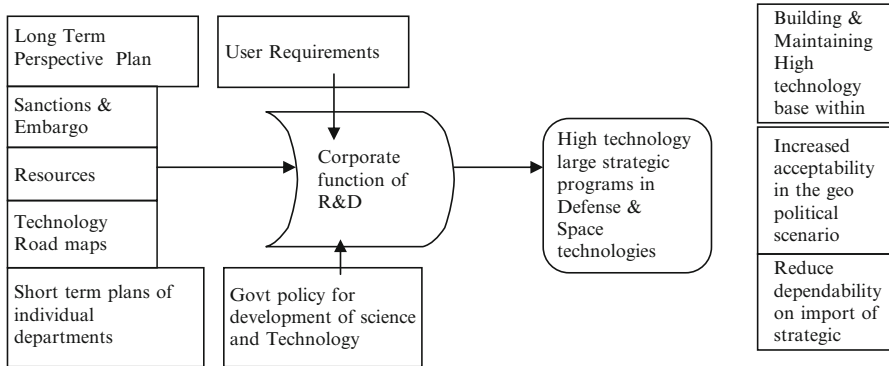 Long Term
Perspective Plan
Sanctions &
Embargo
Resources
Technology
Road maps
Short term plans of
individual
departments
User Requirements
Corporate
function of
R&D
Govt policy for
development of science
and Technology
High technology
large strategic
programs in
Defense &
Space
technologies
Building &
Maintaining
High
technology
base within
Increased
acceptability
in the geo
political
scenario
Reduce
dependability
on import of
strategic